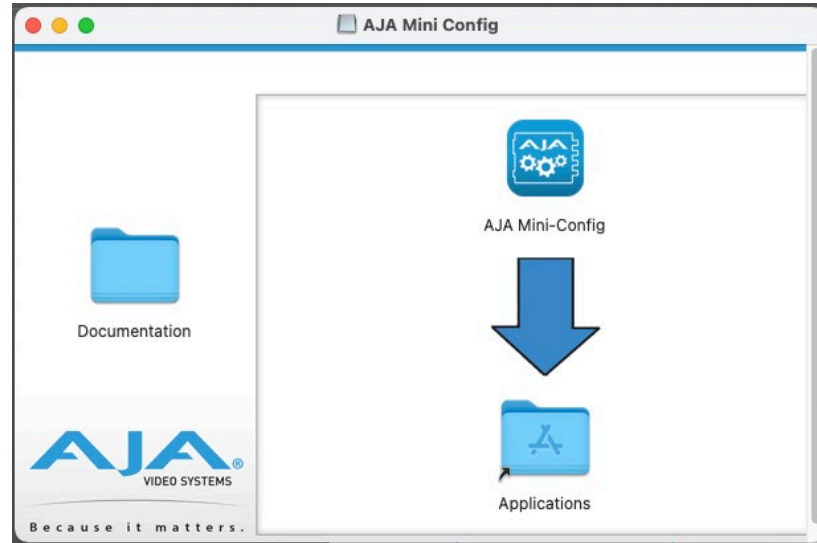 AJA Mini Config
AJA
AJA Mini-Config
Documentation
Applications
AJA®
VIDEO SYSTEMS
Because it matters.